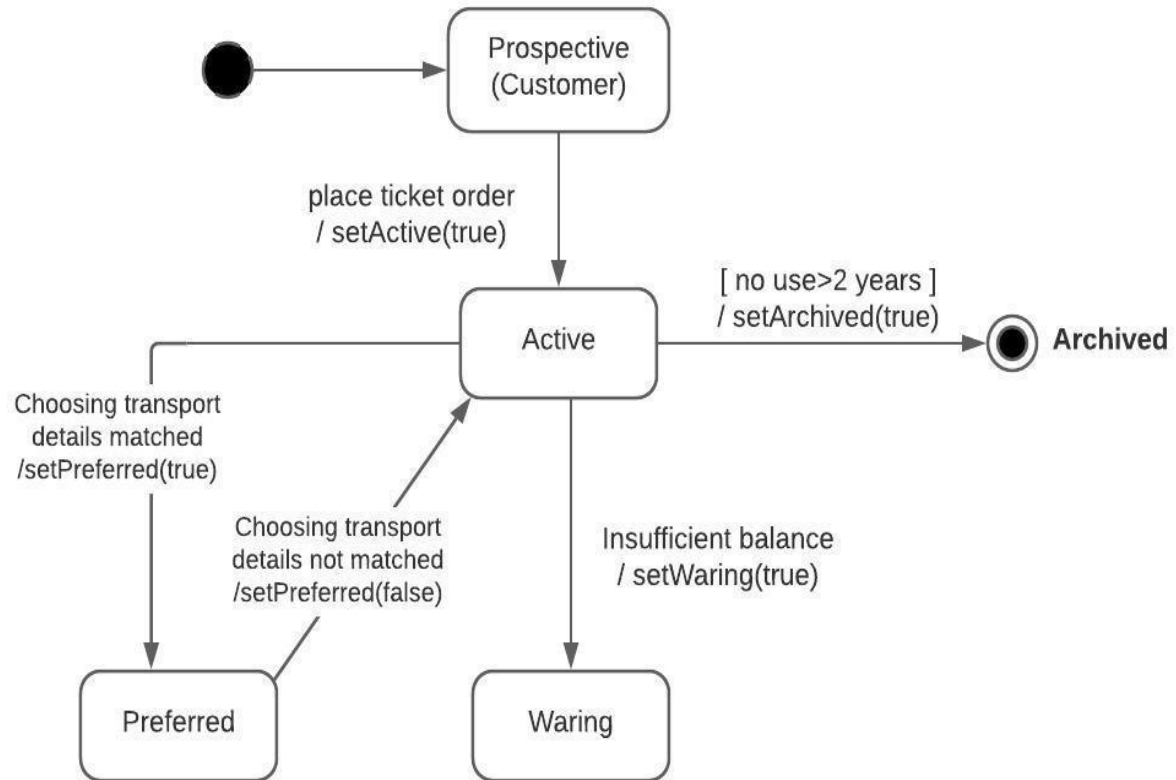 Prospective
(Customer)
place ticket order
/ setActive(true)
[ no use>2 years ]
/ setArchived(true)
Active
Archived
Choosing transport
details matched
/setPreferred(true)
Choosing transport
details not matched
/setPreferred(false)
Insufficient balance
/ setWaring(true)
Preferred
Waring